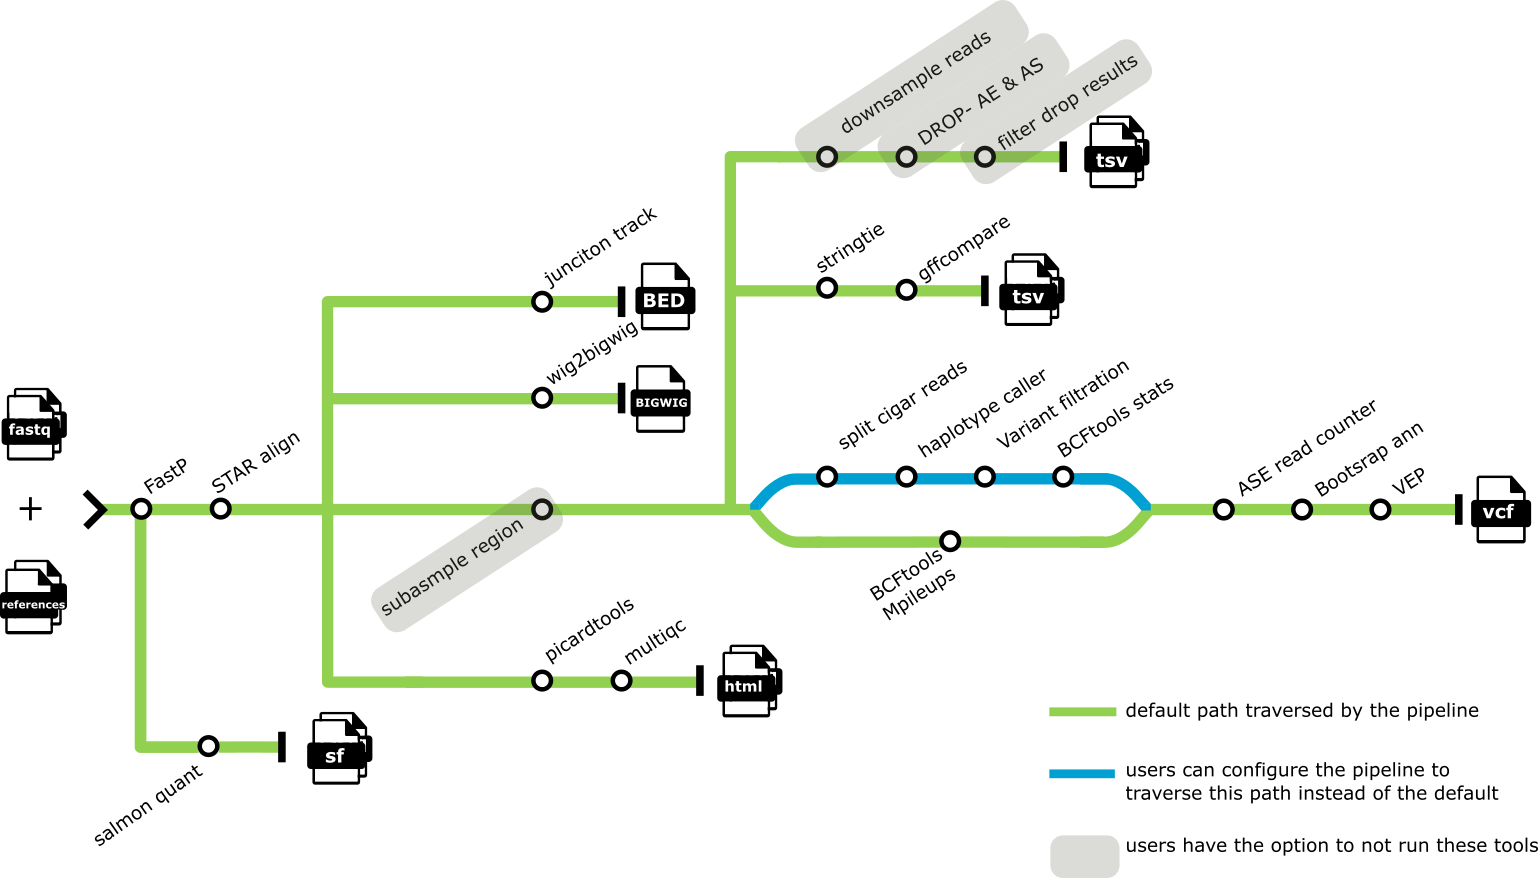 downsample reads
DROP- AE & AS
filter drop results
tsv
stringtie
gffcompare
tsv
junciton track
BED
wig2bigwig
BIGWIG
fastq
+
references
FastP
STAR align
subasmple region
split cigar reads
haplotype caller
Variant filtration
BCFtools stats
BCFtools
Mpileups
ASE read counter
Bootsrap ann
VEP
vcf
picardtools
multiqc
html
salmon quant
sf
default path traversed by the pipeline
users can configure the pipeline to
traverse this path instead of the default
users have the option to not run these tools